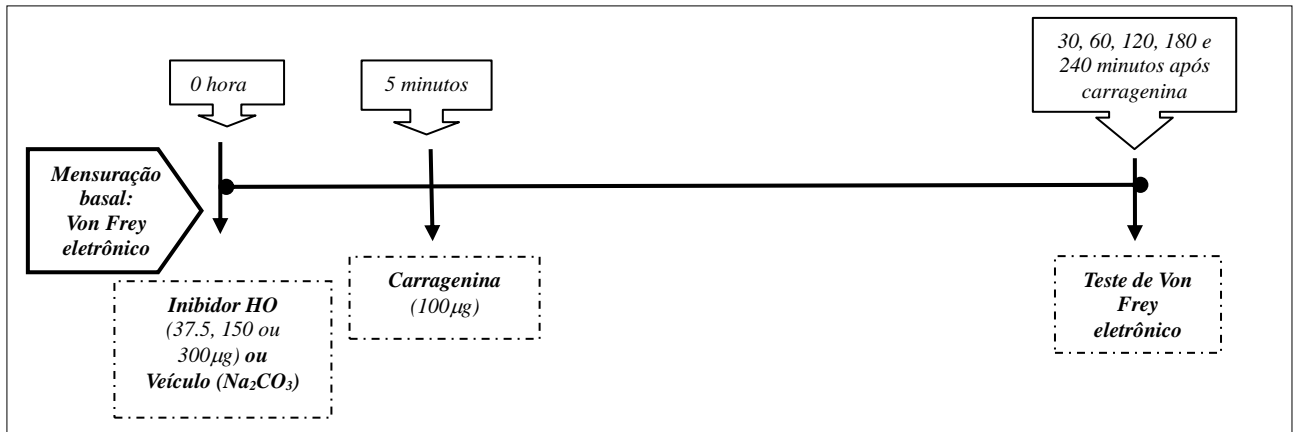 0 hora
5 minutos
30, 60, 120, 180 e
240 minutos após
carragenina
Mensuração
basal:
Von Frey
eletrônico
Inibidor HO
(37.5, 150 ou
300μg) ou
Veículo (Na₂CO₃)
Carragenina
(100μg)
Teste de Von
Frey
eletrônico